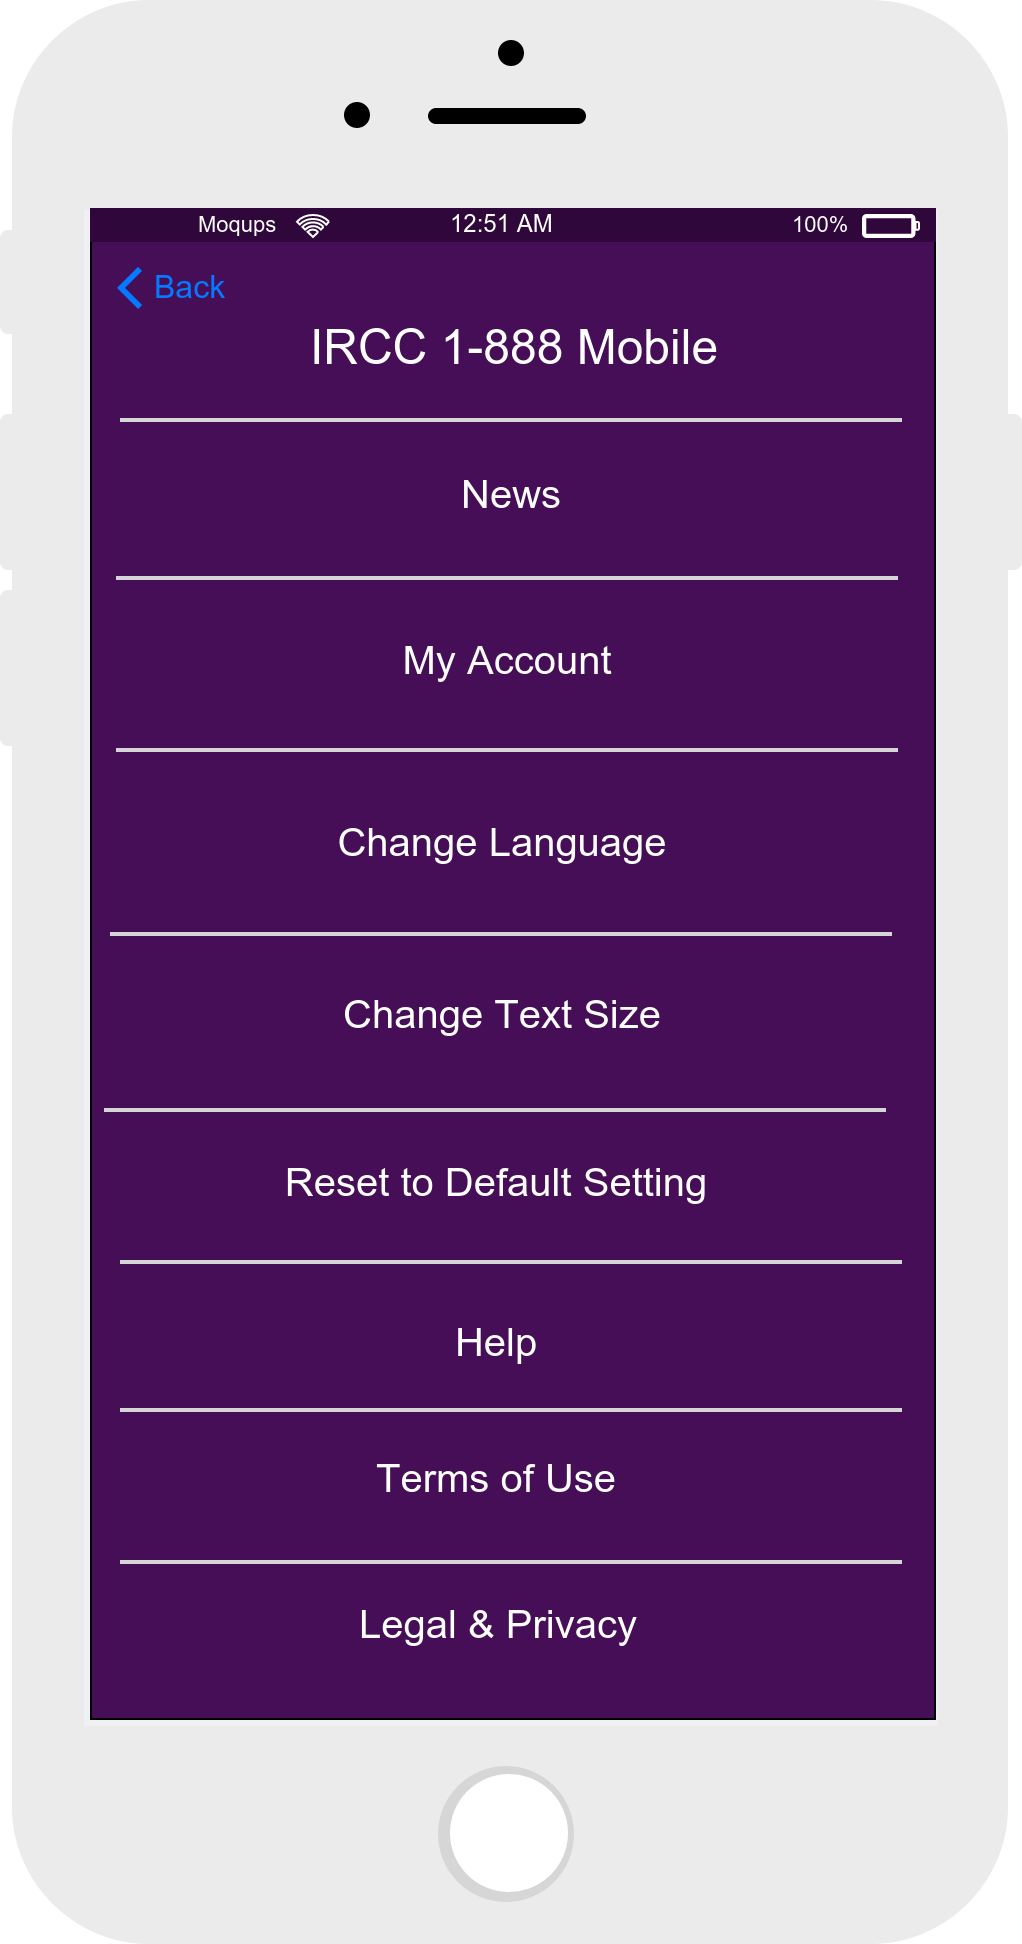 Moqups 12:51 AM 100%
Back
IRCC 1-888 Mobile
News
My Account
Change Language
Change Text Size
Reset to Default Setting
Help
Terms of Use
Legal & Privacy